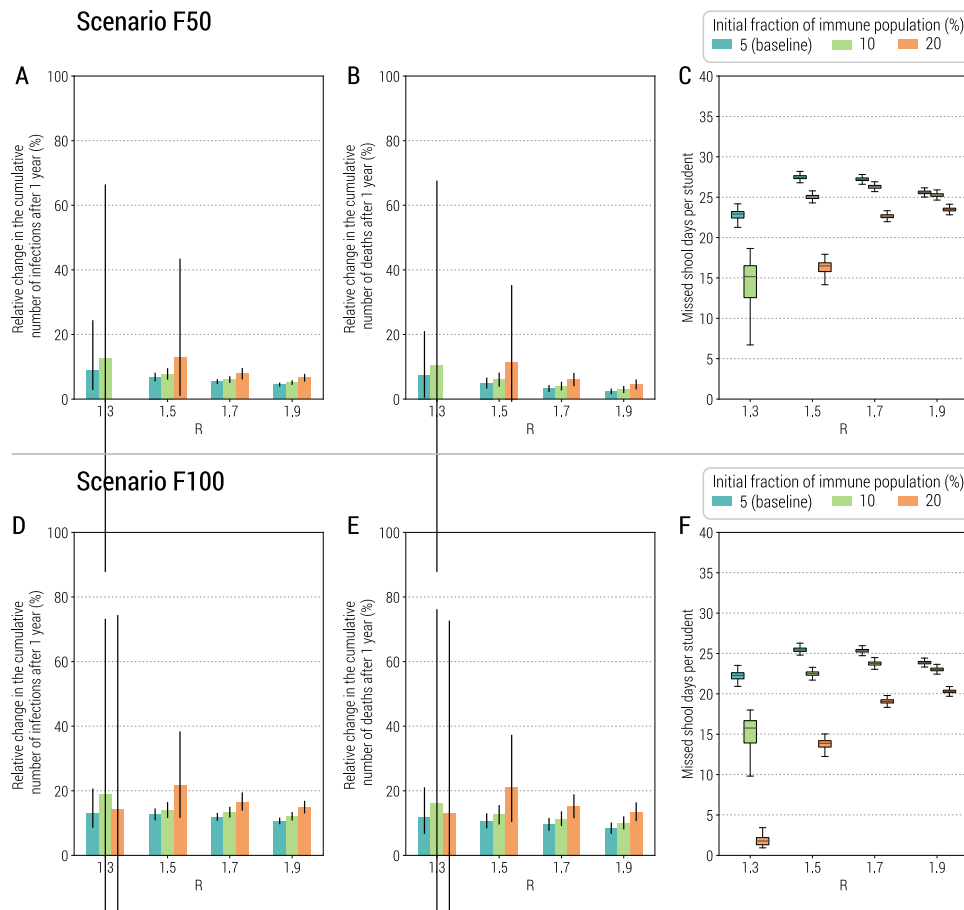 Scenario F50
Initial fraction of immune population (%)
5 (baseline) 10 20
A
Relative change in the cumulative
number of infections after 1 year (%)
100
80
60
40
20
0
1.3 1.5 1.7 1.9
R
B
Relative change in the cumulative
number of deaths after 1 year (%)
100
80
60
40
20
0
1.3 1.5 1.7 1.9
R
C
Missed shool days per student
40
35
30
25
20
15
10
5
0
1.3 1.5 1.7 1.9
R
Scenario F100
Initial fraction of immune population (%)
5 (baseline) 10 20
D
Relative change in the cumulative
number of infections after 1 year (%)
100
80
60
40
20
0
1.3 1.5 1.7 1.9
R
E
Relative change in the cumulative
number of deaths after 1 year (%)
100
80
60
40
20
0
1.3 1.5 1.7 1.9
R
F
Missed shool days per student
40
35
30
25
20
15
10
5
0
1.3 1.5 1.7 1.9
R